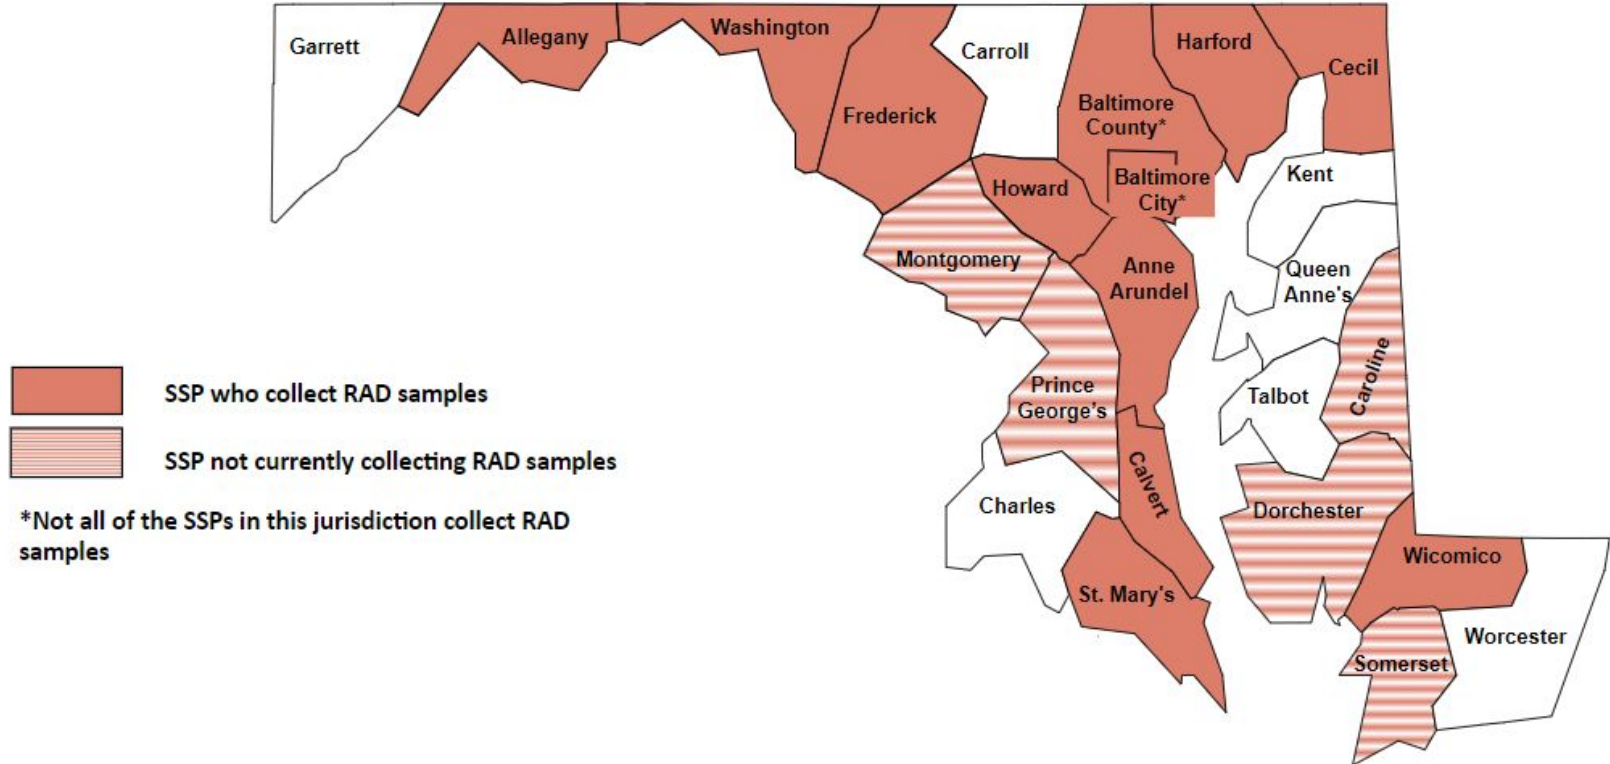 Garrett
Allegany
Washington
Frederick
Carroll
Baltimore
County*
Harford
Cecil
Baltimore
City*
Howard
Kent
Montgomery
Anne
Arundel
Queen
Anne's
Prince
George's
Talbot
Caroline
Calvert
Charles
St. Mary's
Dorchester
Wicomico
Somerset
Worcester
SSP who collect RAD samples
SSP not currently collecting RAD samples
*Not all of the SSPs in this jurisdiction collect RAD
samples